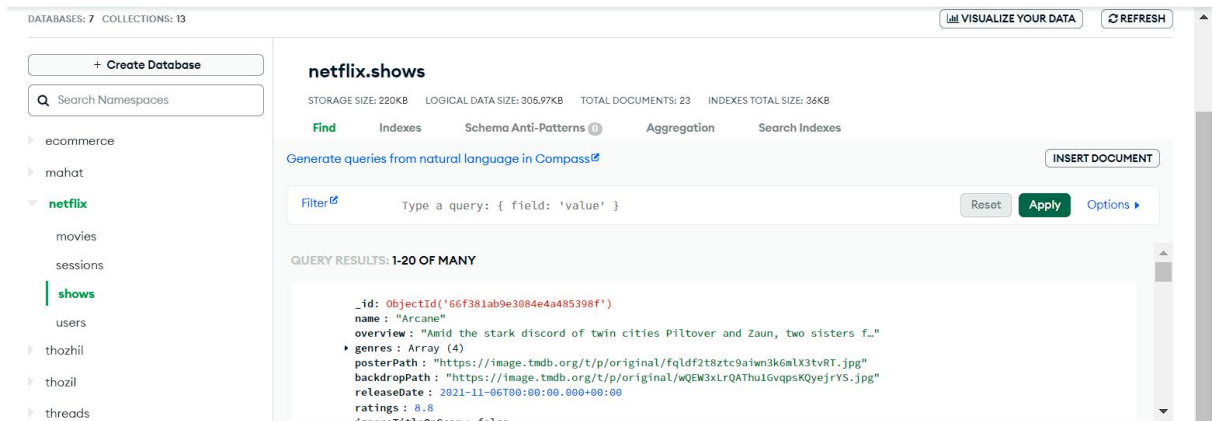 DATABASES: 7 COLLECTIONS: 13
VISUALIZE YOUR DATA
REFRESH
+ Create Database
Search Namespaces
ecommerce
mahat
netflix
movies
sessions
shows
users
thozhil
thozil
threads
netflix.shows
STORAGE SIZE: 220KB LOGICAL DATA SIZE: 305.97KB TOTAL DOCUMENTS: 23 INDEXES TOTAL SIZE: 36KB
Find Indexes Schema Anti-Patterns 0 Aggregation Search Indexes
Generate queries from natural language in Compass
INSERT DOCUMENT
Filter Type a query: { field: 'value' } Reset Apply Options
QUERY RESULTS: 1-20 OF MANY
_id: ObjectId('66f381ab9e3084e4a485398f')
name : "Arcane"
overview : "Amid the stark discord of twin cities Piltover and Zaun, two sisters f…"
genres : Array (4)
posterPath : "https://image.tmdb.org/t/p/original/fqldf2t8ztc9aiwn3k6mlX3tvRT.jpg"
backdropPath : "https://image.tmdb.org/t/p/original/wQEW3xLrQAThu1GvqpsKQyejrYS.jpg"
releaseDate : 2021-11-06T00:00:00.000+00:00
ratings : 8.8